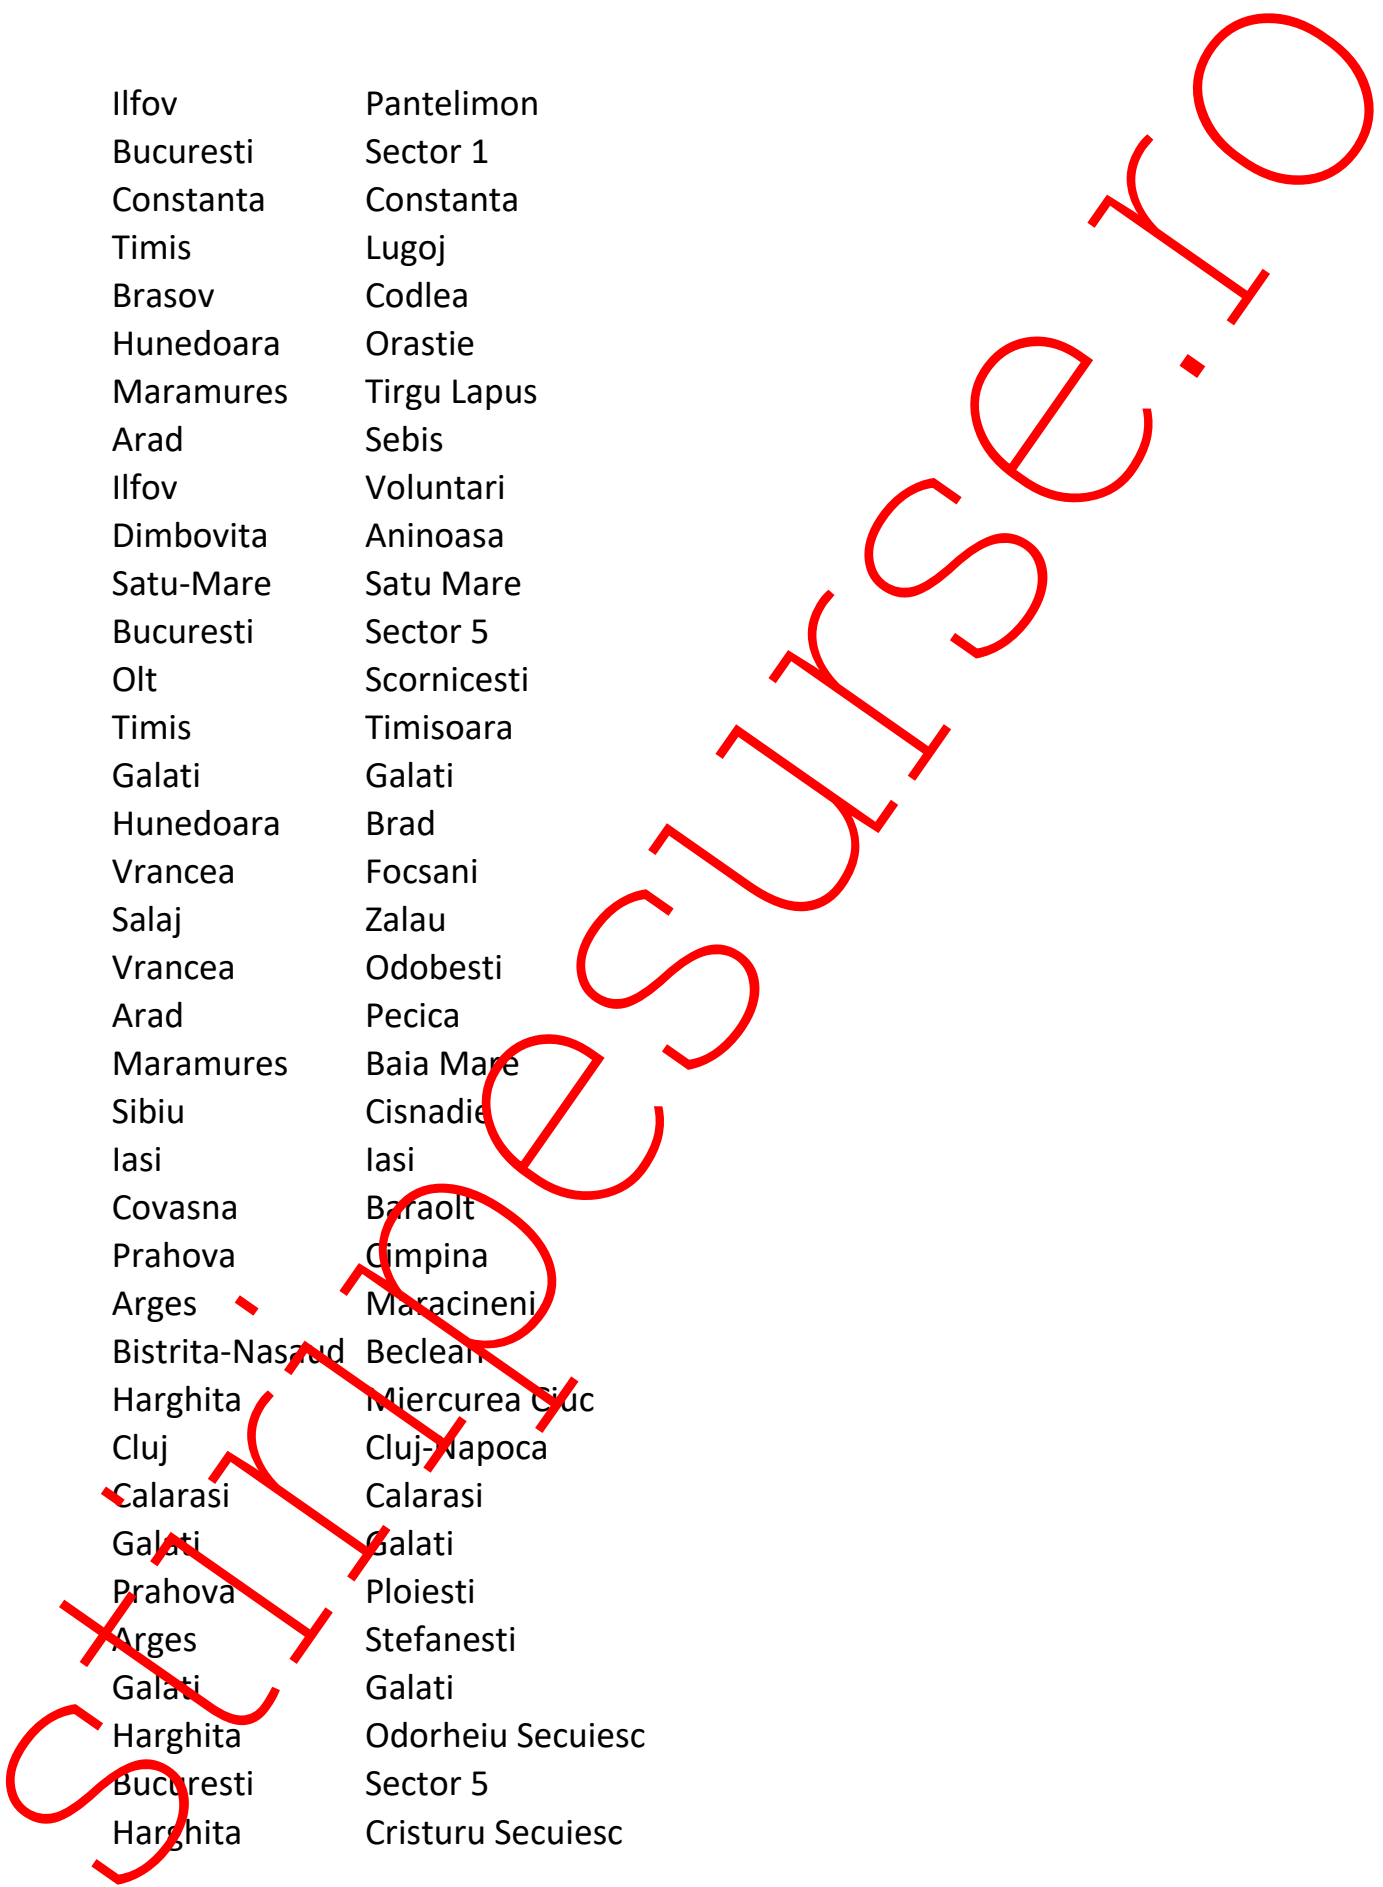 Ilfov Pantelimon
Bucuresti Sector 1
Constanta Constanta
Timis Lugoj
Brasov Codlea
Hunedoara Orastie
Maramures Tirgu Lapus
Arad Sebis
Ilfov Voluntari
Dimbovita Aninoasa
Satu-Mare Satu Mare
Bucuresti Sector 5
Olt Scornicesti
Timis Timisoara
Galati Galati
Hunedoara Brad
Vrancea Focsani
Salaj Zalau
Vrancea Odobesti
Arad Pecica
Maramures Baia Mare
Sibiu Cisnadie
Iasi Iasi
Covasna Baraolt
Prahova Cimpina
Arges Maracineni
Bistrita-Nasaud Beclean
Harghita Miercurea Ciuc
Cluj Cluj-Napoca
Calarasi Calarasi
Galati Galati
Prahova Ploiesti
Arges Stefanesti
Galati Galati
Harghita Odorheiu Secuiesc
Bucuresti Sector 5
Harghita Cristuru Secuiesc
stiripesurse.ro